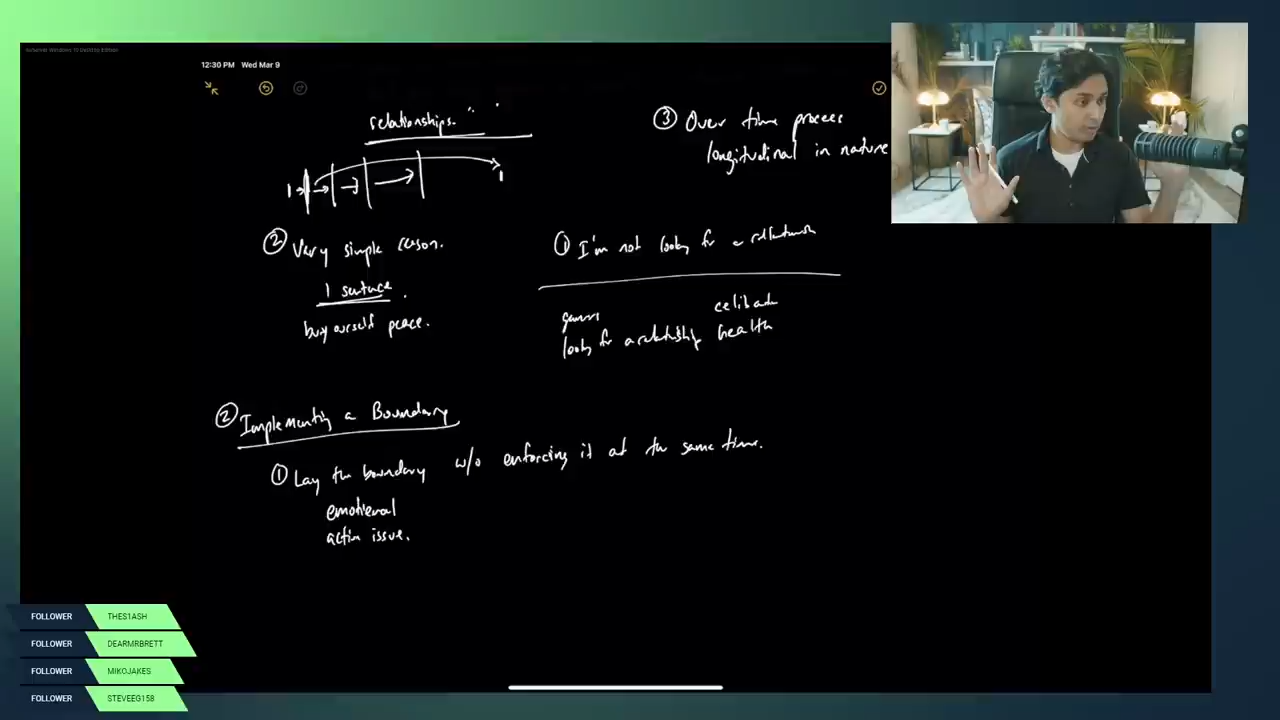 12:30 PM Wed Mar 9
relationships.
③ Over time process
longitudinal in nature
② Very simple reason.
1 sentence.
buy ourself peace.
① I'm not looking for a relationship
celibate
looking for a relationship health
② Implementing a Boundary
① Lay the boundary w/o enforcing it at the same time.
emotional
action issue.
FOLLOWER THES1ASH
FOLLOWER DEARMRBRETT
FOLLOWER MIKOJAKES
FOLLOWER STEVEEG158